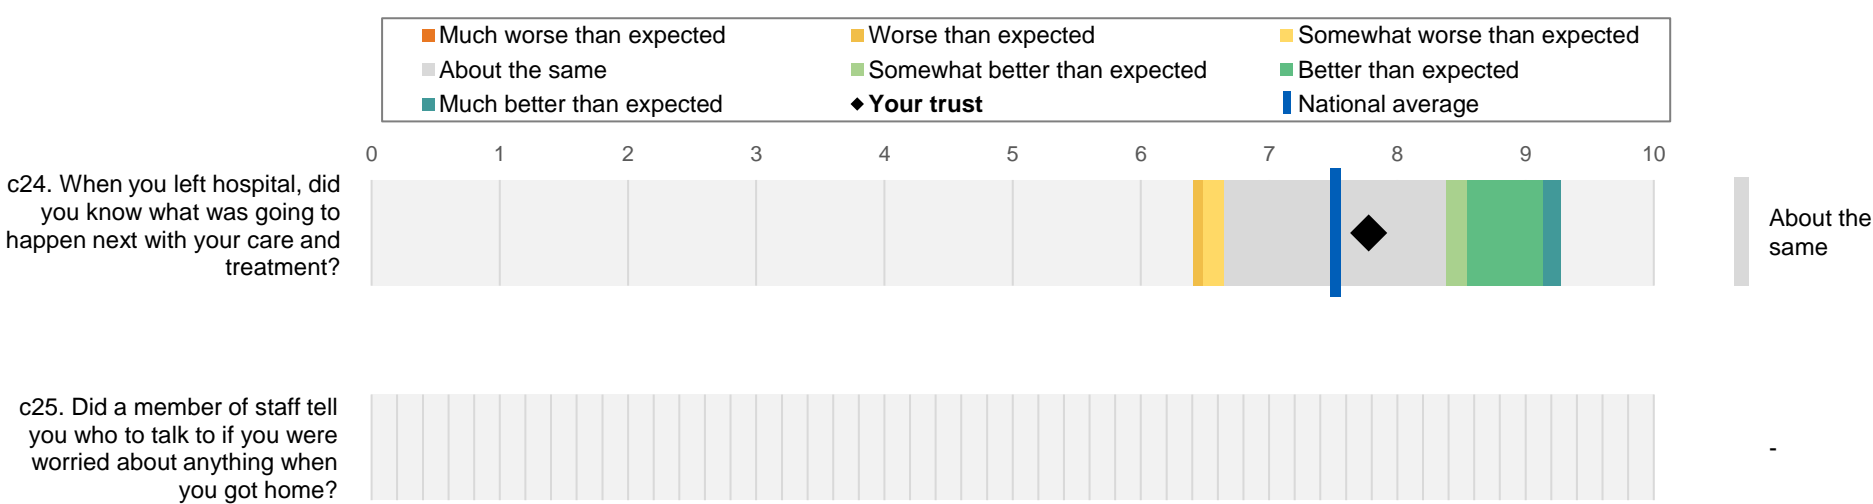 Much worse than expected
Worse than expected
Somewhat worse than expected
About the same
Somewhat better than expected
Better than expected
Much better than expected
Your trust
National average
0 1 2 3 4 5 6 7 8 9 10
c24. When you left hospital, did
you know what was going to
happen next with your care and
treatment?
About the
same
c25. Did a member of staff tell
you who to talk to if you were
worried about anything when
you got home?
-